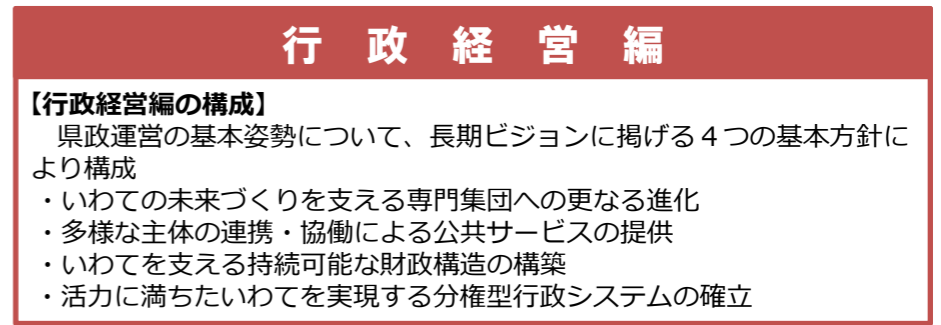 行政経営編
【行政経営編の構成】
　県政運営の基本姿勢について、長期ビジョンに掲げる４つの基本方針に
より構成
・いわての未来づくりを支える専門集団への更なる進化
・多様な主体の連携・協働による公共サービスの提供
・いわてを支える持続可能な財政構造の構築
・活力に満ちたいわてを実現する分権型行政システムの確立